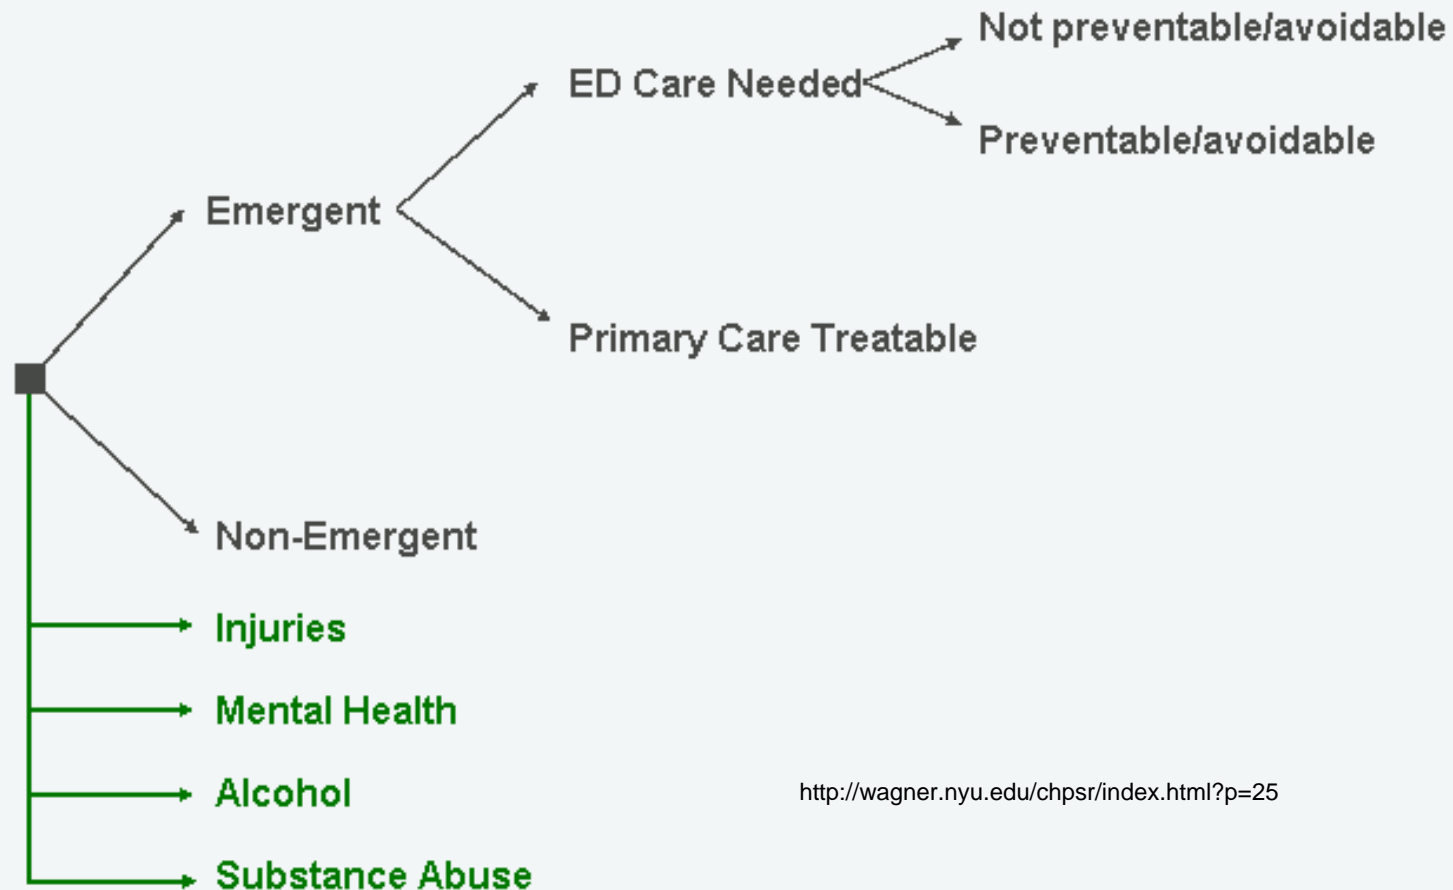 Not preventable/avoidable
ED Care Needed
Preventable/avoidable
Emergent
Primary Care Treatable
Non-Emergent
Injuries
Mental Health
Alcohol
http://wagner.nyu.edu/chpsr/index.html?p=25
Substance Abuse